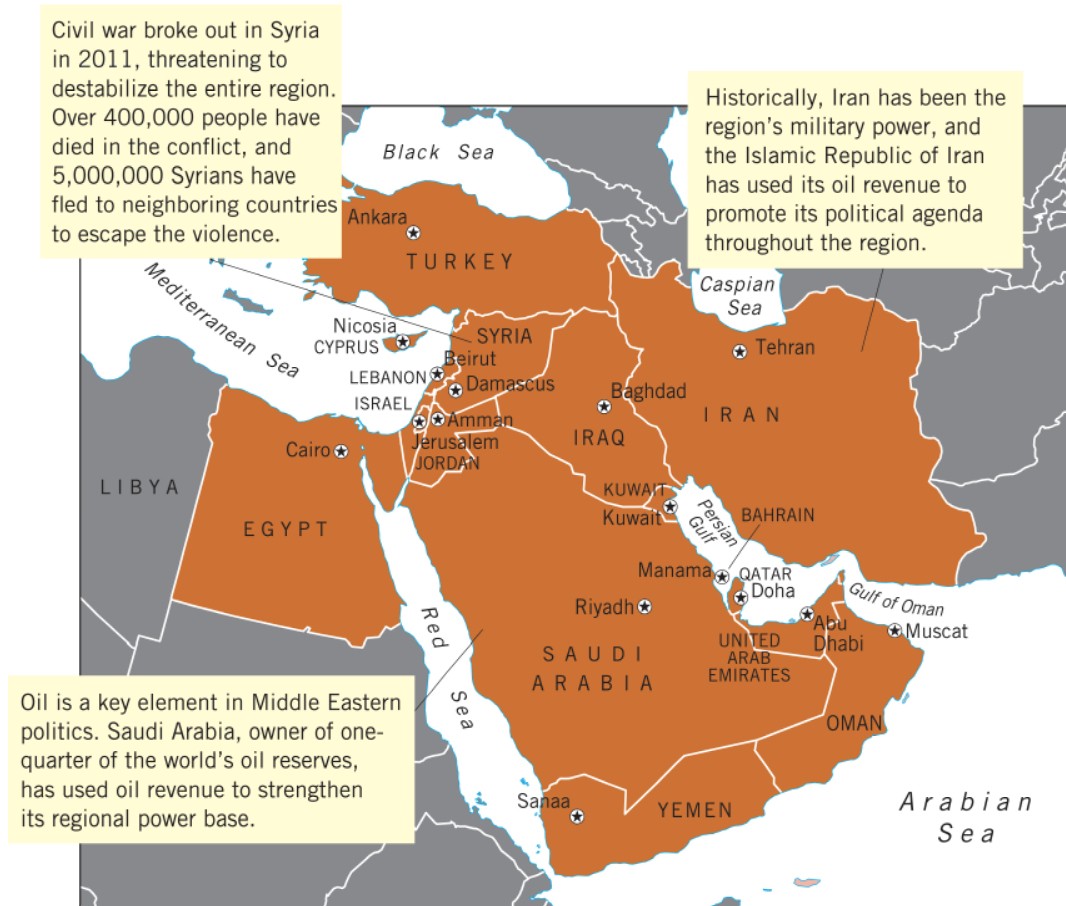 Civil war broke out in Syria
in 2011, threatening to
destabilize the entire region.
Over 400,000 people have
died in the conflict, and
5,000,000 Syrians have
fled to neighboring countries
to escape the violence.
Historically, Iran has been the
region's military power, and
the Islamic Republic of Iran
has used its oil revenue to
promote its political agenda
throughout the region.
Black Sea
Ankara
TURKEY
Caspian
Sea
Mediterranean Sea
Nicosia
CYPRUS
SYRIA
Tehran
Beirut
LEBANON
Damascus
Baghdad
ISRAEL
IRAN
Amman
IRAQ
Jerusalem
Cairo
JORDAN
LIBYA
KUWAIT
Kuwait
EGYPT
Persian
Gulf
BAHRAIN
Manama
QATAR
Doha
Gulf of Oman
Riyadh
Abu
Dhabi
Muscat
Red
Sea
UNITED
ARAB
EMIRATES
SAUDI
ARABIA
Oil is a key element in Middle Eastern
politics. Saudi Arabia, owner of one-
quarter of the world's oil reserves,
has used oil revenue to strengthen
its regional power base.
OMAN
Sanaa
YEMEN
Arabian
Sea